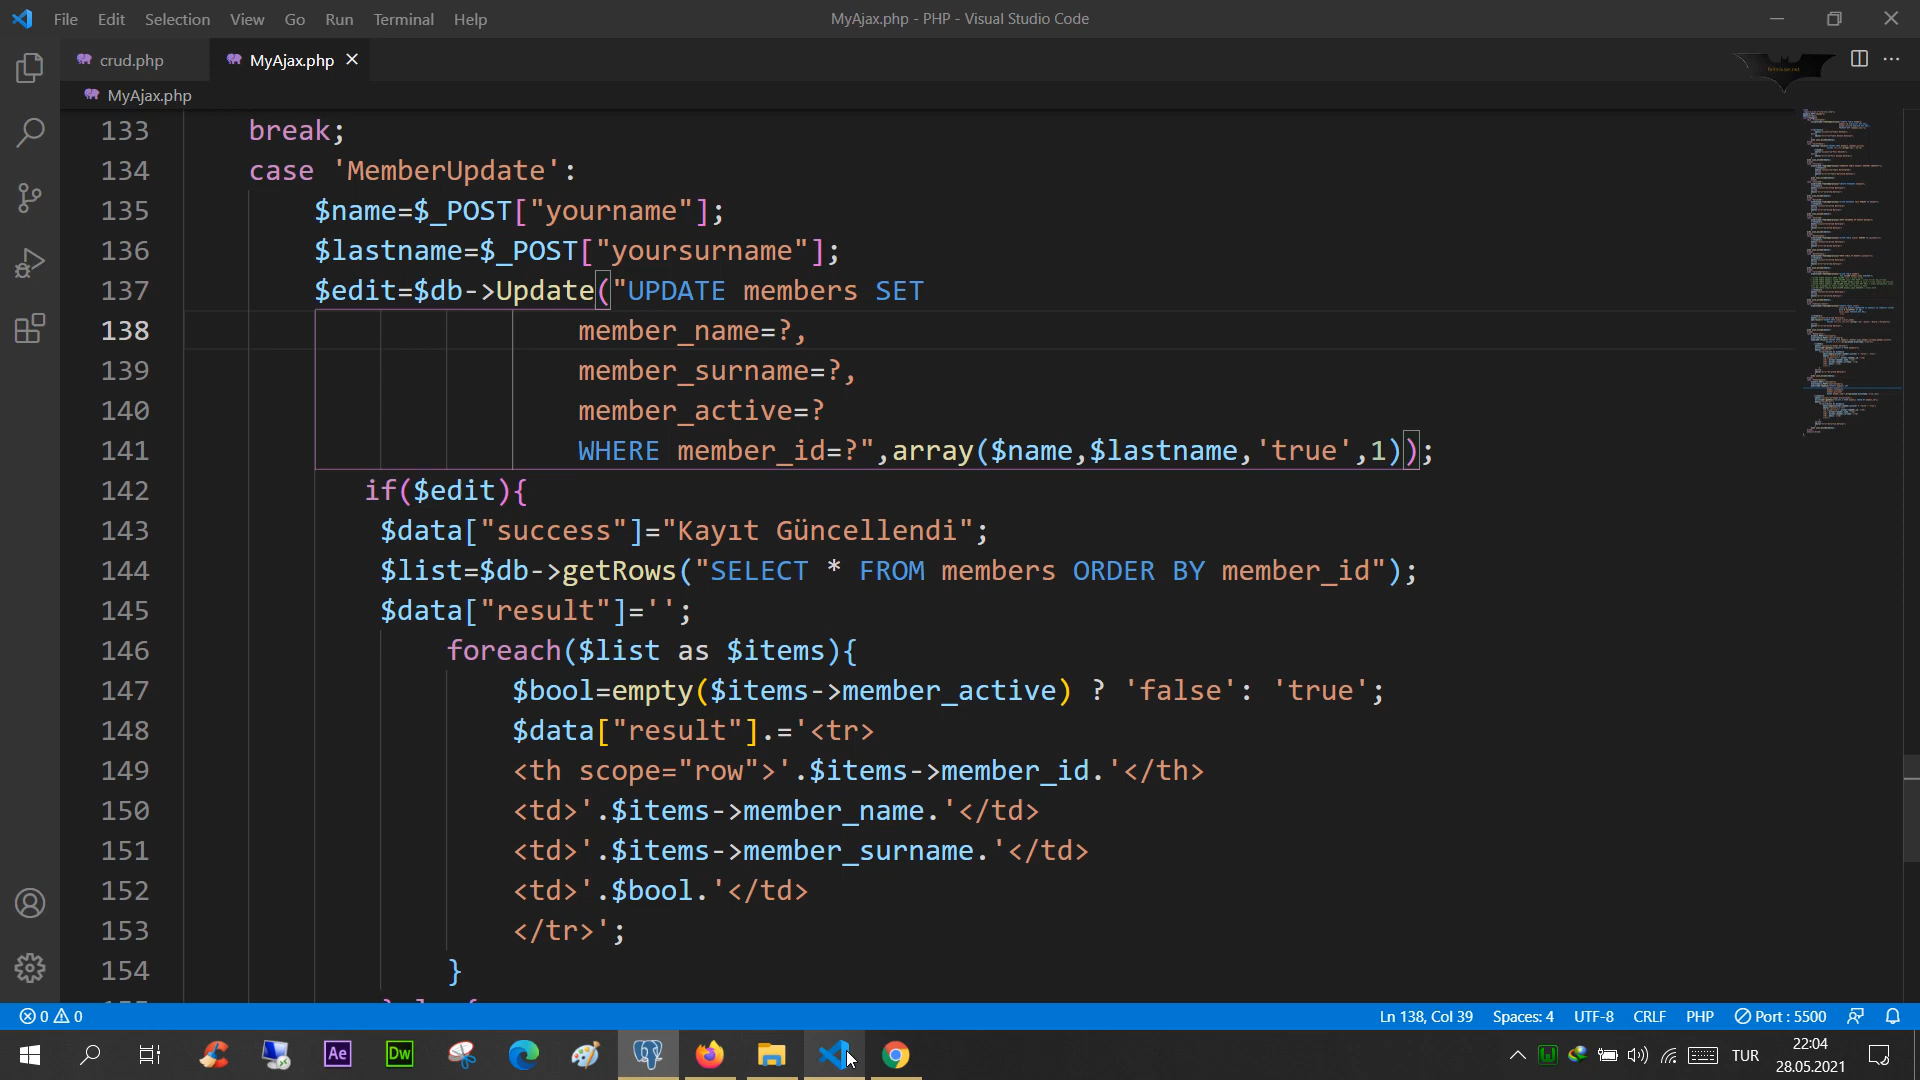 File Edit Selection View Go Run Terminal Help
MyAjax.php - PHP - Visual Studio Code
crud.php
MyAjax.php
MyAjax.php
133 break;
134 case 'MemberUpdate':
135 $name=$_POST["yourname"];
136 $lastname=$_POST["yoursurname"];
137 $edit=$db->Update("UPDATE members SET
138 member_name=?,
139 member_surname=?,
140 member_active=?
141 WHERE member_id=?",array($name,$lastname,'true',1));
142 if($edit){
143 $data["success"]="Kayıt Güncellendi";
144 $list=$db->getRows("SELECT * FROM members ORDER BY member_id");
145 $data["result"]='';
146 foreach($list as $items){
147 $bool=empty($items->member_active) ? 'false': 'true';
148 $data["result"].='<tr>
149 <th scope="row">'.$items->member_id.'</th>
150 <td>'.$items->member_name.'</td>
151 <td>'.$items->member_surname.'</td>
152 <td>'.$bool.'</td>
153 </tr>';
154 }
0 0
Ln 138, Col 39 Spaces: 4 UTF-8 CRLF PHP Port : 5500
Ae
Dw
TUR
22:04
28.05.2021